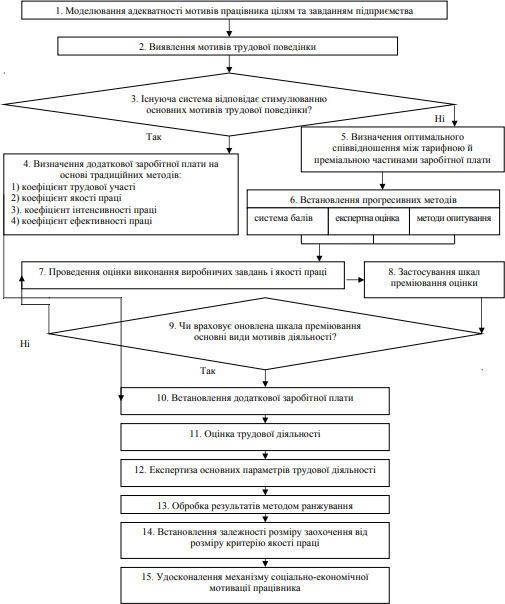 1. Моделювання адекватності мотивів працівника цілям та завданням підприємства
2. Виявлення мотивів трудової поведінки
3. Існуюча система відповідає стимулюванню
основних мотивів трудової поведінки?
Ні
Так
5. Визначення оптимального
співвідношення між тарифною й
преміальною частинами заробітної плати
4. Визначення додаткової заробітної плати на
основі традиційних методів:
1) коефіцієнт трудової участі
2) коефіцієнт якості праці
3). коефіцієнт інтенсивності праці
4) коефіцієнт ефективності праці
6. Встановлення прогресивних методів
система балів
експертна оцінка
методи опитування
7. Проведення оцінки виконання виробничих завдань і якості праці
8. Застосування шкал
преміювання оцінки
9. Чи враховує оновлена шкала преміювання
основні види мотивів діяльності?
Ні
Так
10. Встановлення додаткової заробітної плати
11. Оцінка трудової діяльності
12. Експертиза основних параметрів трудової діяльності
13. Обробка результатів методом ранжування
14. Встановлення залежності розміру заохочення від
розміру критерію якості праці
15. Удосконалення механізму соціально-економічної
мотивації працівника